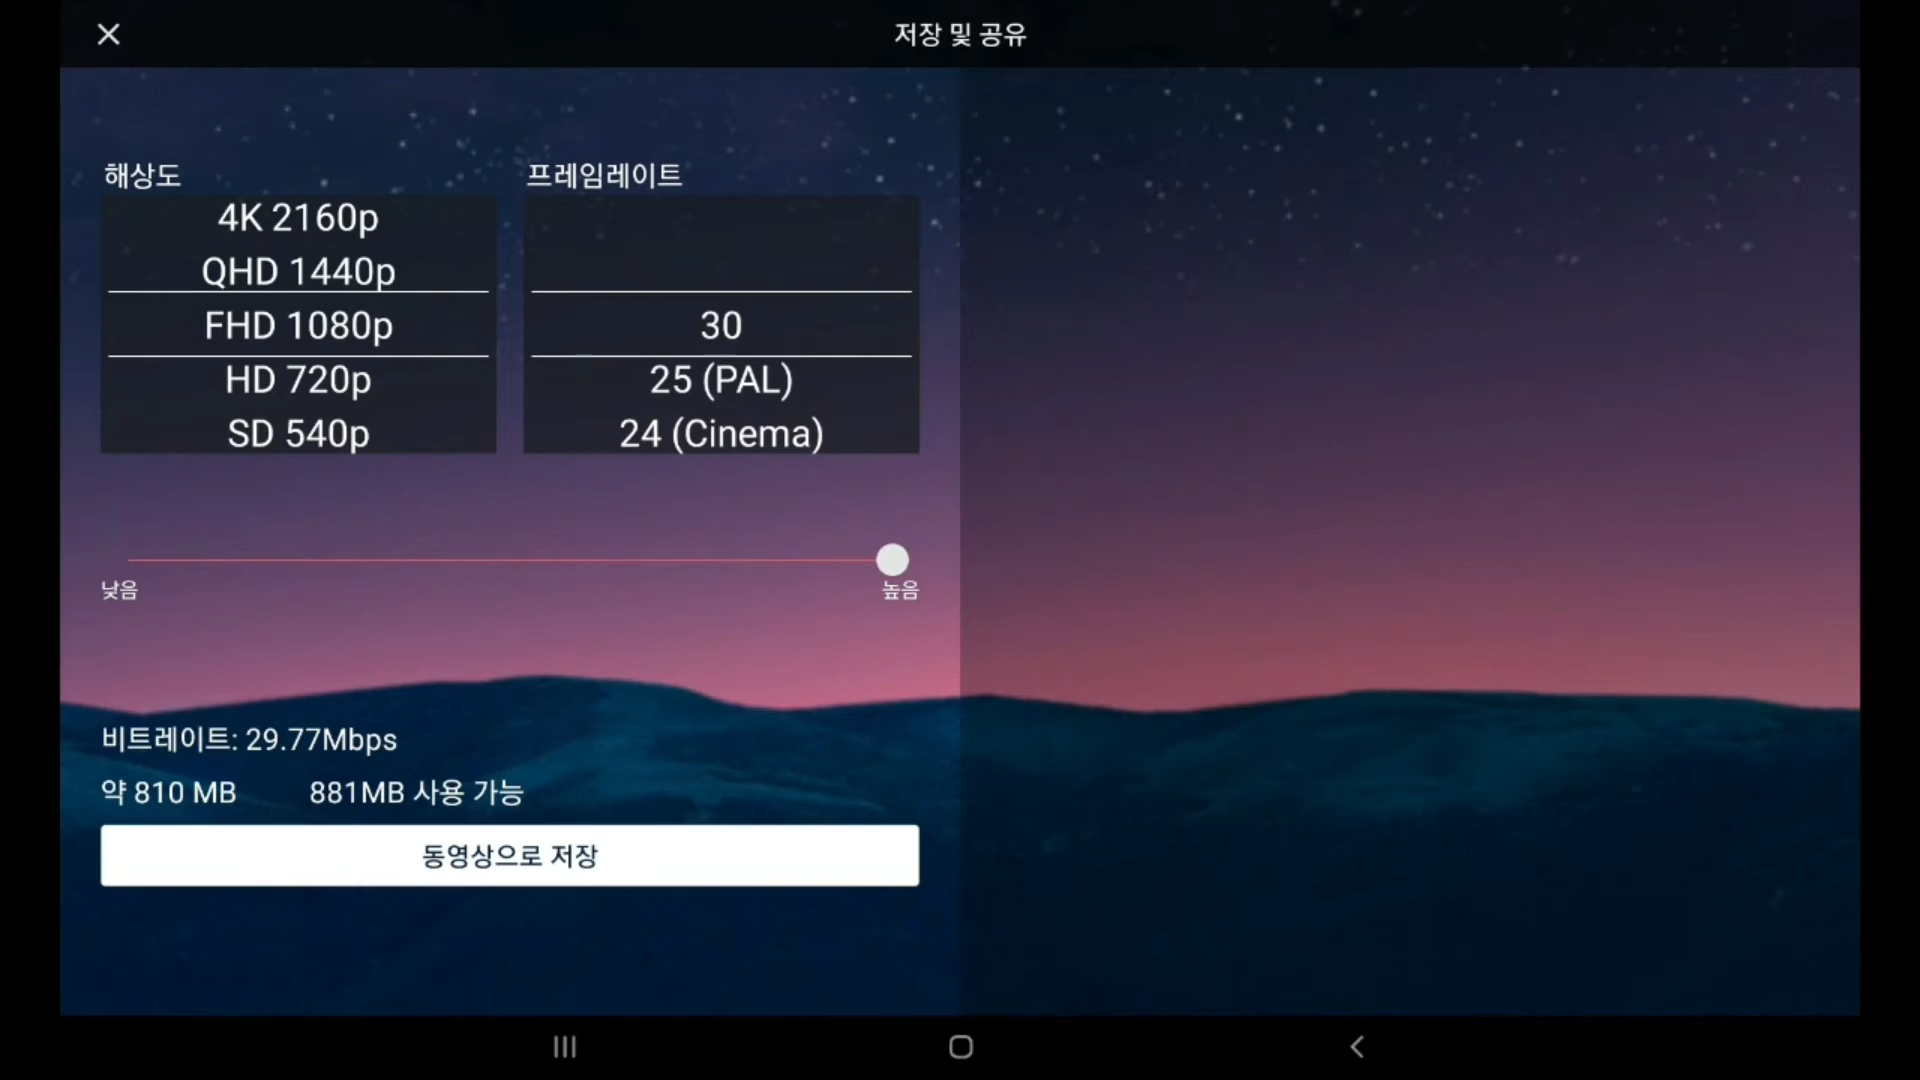 저장 및 공유
해상도
4K 2160p
QHD 1440p
FHD 1080p
HD 720p
SD 540p
프레임레이트
30
25 (PAL)
24 (Cinema)
낮음
높음
비트레이트: 29.77Mbps
약 810 MB 881MB 사용 가능
동영상으로 저장